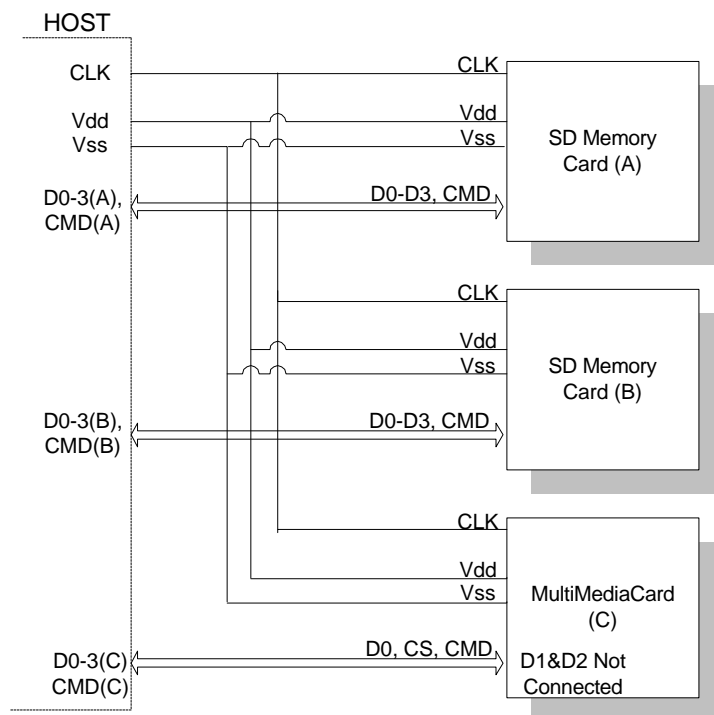 HOST
CLK
CLK
Vdd
Vdd
Vss
Vss
SD Memory
Card (A)
D0-3(A),
CMD(A)
D0-D3, CMD
CLK
Vdd
Vss
SD Memory
Card (B)
D0-3(B),
CMD(B)
D0-D3, CMD
CLK
Vdd
Vss
MultiMediaCard
(C)
D0-3(C)
CMD(C)
D0, CS, CMD
D1&D2 Not
Connected